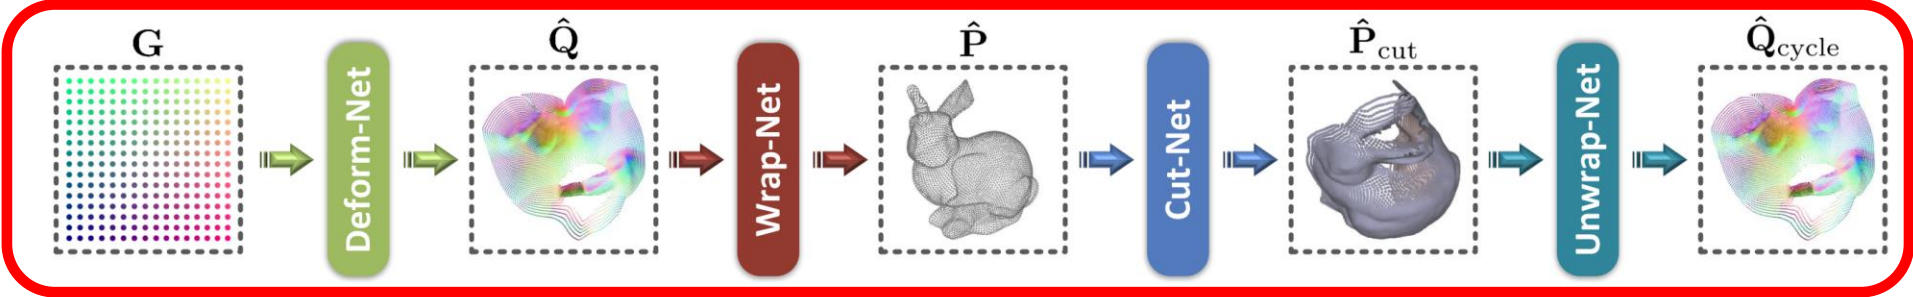 G
Deform-Net
Q̂
Wrap-Net
P̂
Cut-Net
P̂cut
Unwrap-Net
Q̂cycle